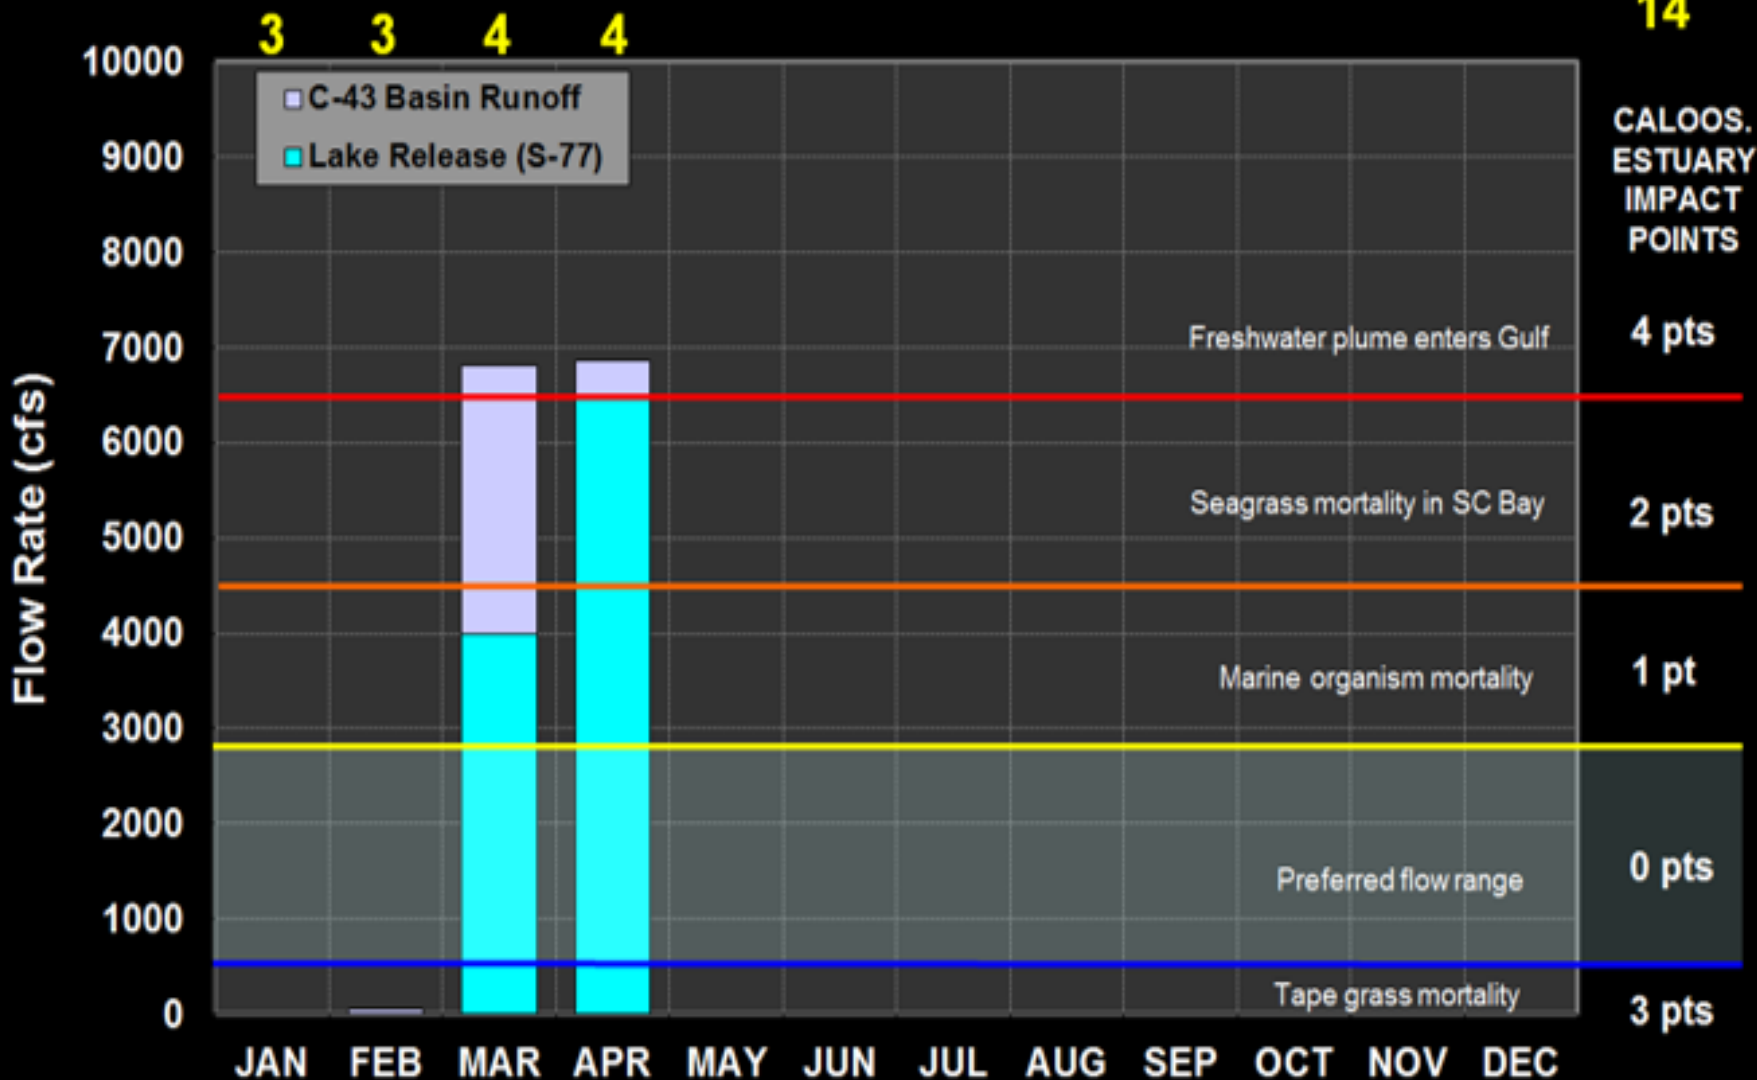 3 3 4 4 14
10000
C-43 Basin Runoff
Lake Release (S-77)
9000
8000
7000
6000
5000
4000
3000
2000
1000
0
Flow Rate (cfs)
CALOOS.
ESTUARY
IMPACT
POINTS
Freshwater plume enters Gulf
4 pts
Seagrass mortality in SC Bay
2 pts
Marine organism mortality
1 pt
Preferred flow range
0 pts
Tape grass mortality
3 pts
JAN FEB MAR APR MAY JUN JUL AUG SEP OCT NOV DEC